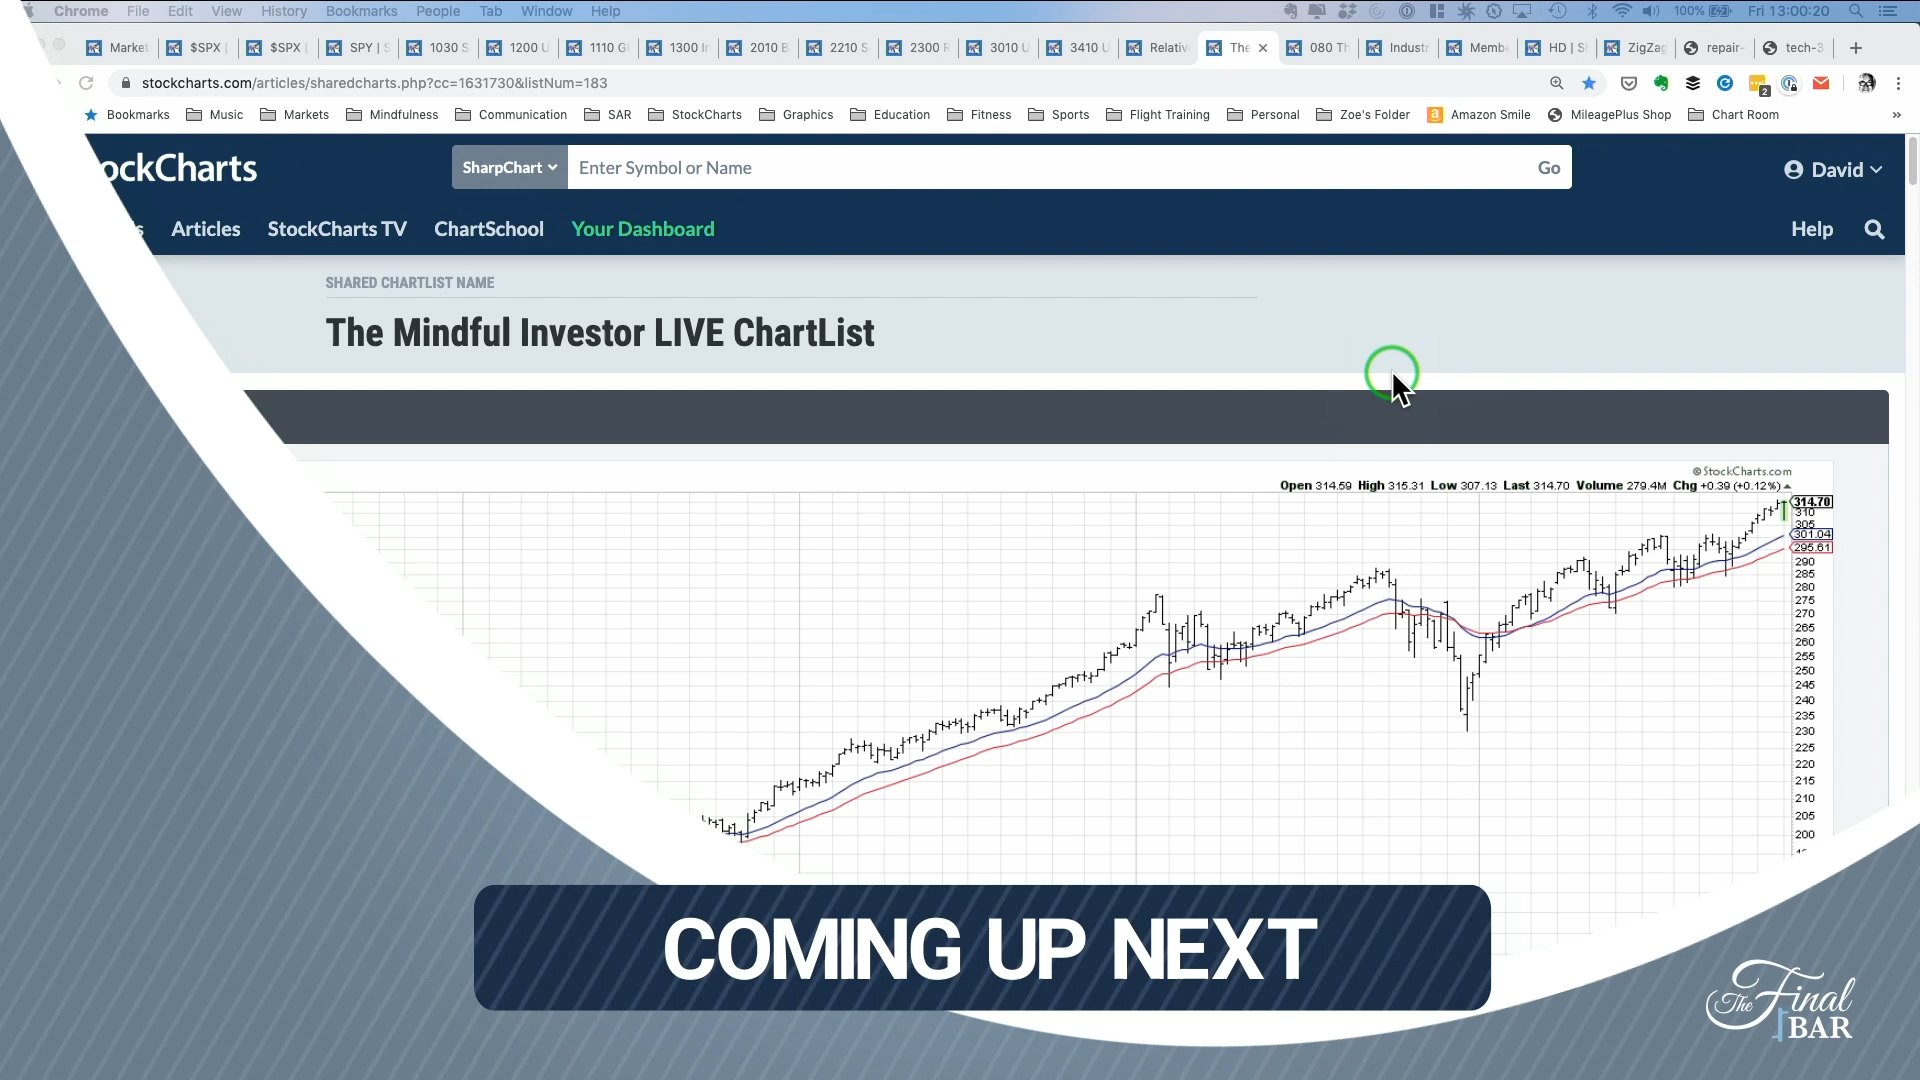 Chrome File Edit View History Bookmarks People Tab Window Help 100% Fri 13:00:20
Market $SPX $SPX SPY | S 1030 S 1200 U 1110 Gl 1300 In 2010 B 2210 S 2300 R 3010 U 3410 U Relativ The 080 Th Industr Membe HD | S ZigZag repair- tech-3
stockcharts.com/articles/sharedcharts.php?cc=1631730&listNum=183 2
Bookmarks Music Markets Mindfulness Communication SAR StockCharts Graphics Education Fitness Sports Flight Training Personal Zoe's Folder Amazon Smile MileagePlus Shop Chart Room »
ockCharts SharpChart Enter Symbol or Name Go David
s Articles StockCharts TV ChartSchool Your Dashboard Help
SHARED CHARTLIST NAME
The Mindful Investor LIVE ChartList
© StockCharts.com
Open 314.59 High 315.31 Low 307.13 Last 314.70 Volume 279.4M Chg +0.39 (+0.12%)
314.70
310
305
301.04
295.61
290
285
280
275
270
265
260
255
250
245
240
235
230
225
220
215
210
205
200
COMING UP NEXT
The Final
BAR